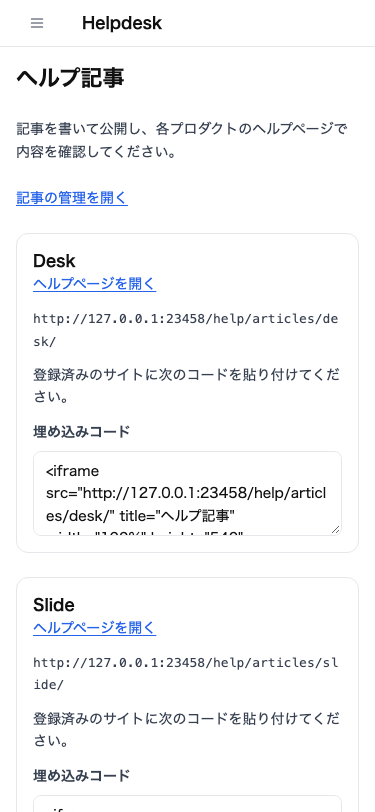 Helpdesk
ヘルプ記事
記事を書いて公開し、各プロダクトのヘルプページで
内容を確認してください。
記事の管理を開く
Desk
ヘルプページを開く
http://127.0.0.1:23458/help/articles/de
sk/
登録済みのサイトに次のコードを貼り付けてくだ
さい。
埋め込みコード
<iframe
src="http://127.0.0.1:23458/help/articl
es/desk/" title="ヘルプ記事"
Slide
ヘルプページを開く
http://127.0.0.1:23458/help/articles/sl
ide/
登録済みのサイトに次のコードを貼り付けてくだ
さい。
埋め込みコード